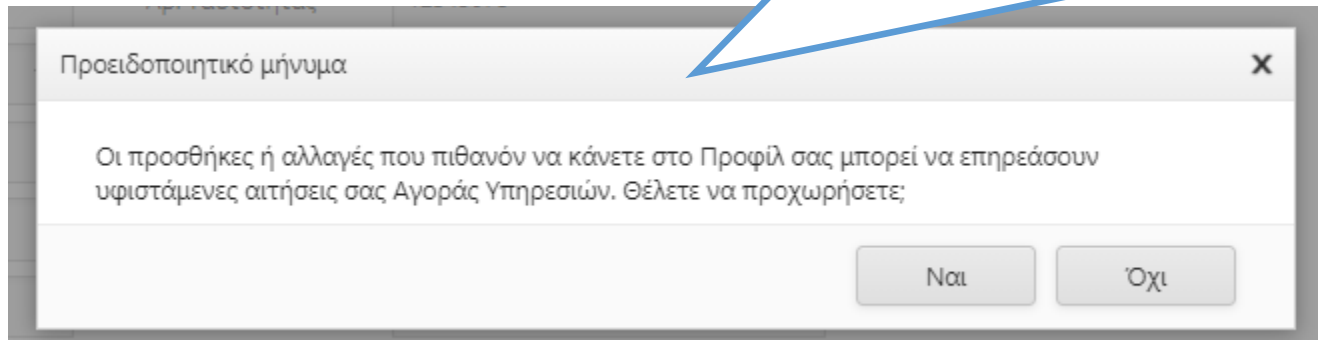 Προειδοποιητικό μήνυμα
X
Οι προσθήκες ή αλλαγές που πιθανόν να κάνετε στο Προφίλ σας μπορεί να επηρεάσουν
υφιστάμενες αιτήσεις σας Αγοράς Υπηρεσιών. Θέλετε να προχωρήσετε;
Ναι Όχι